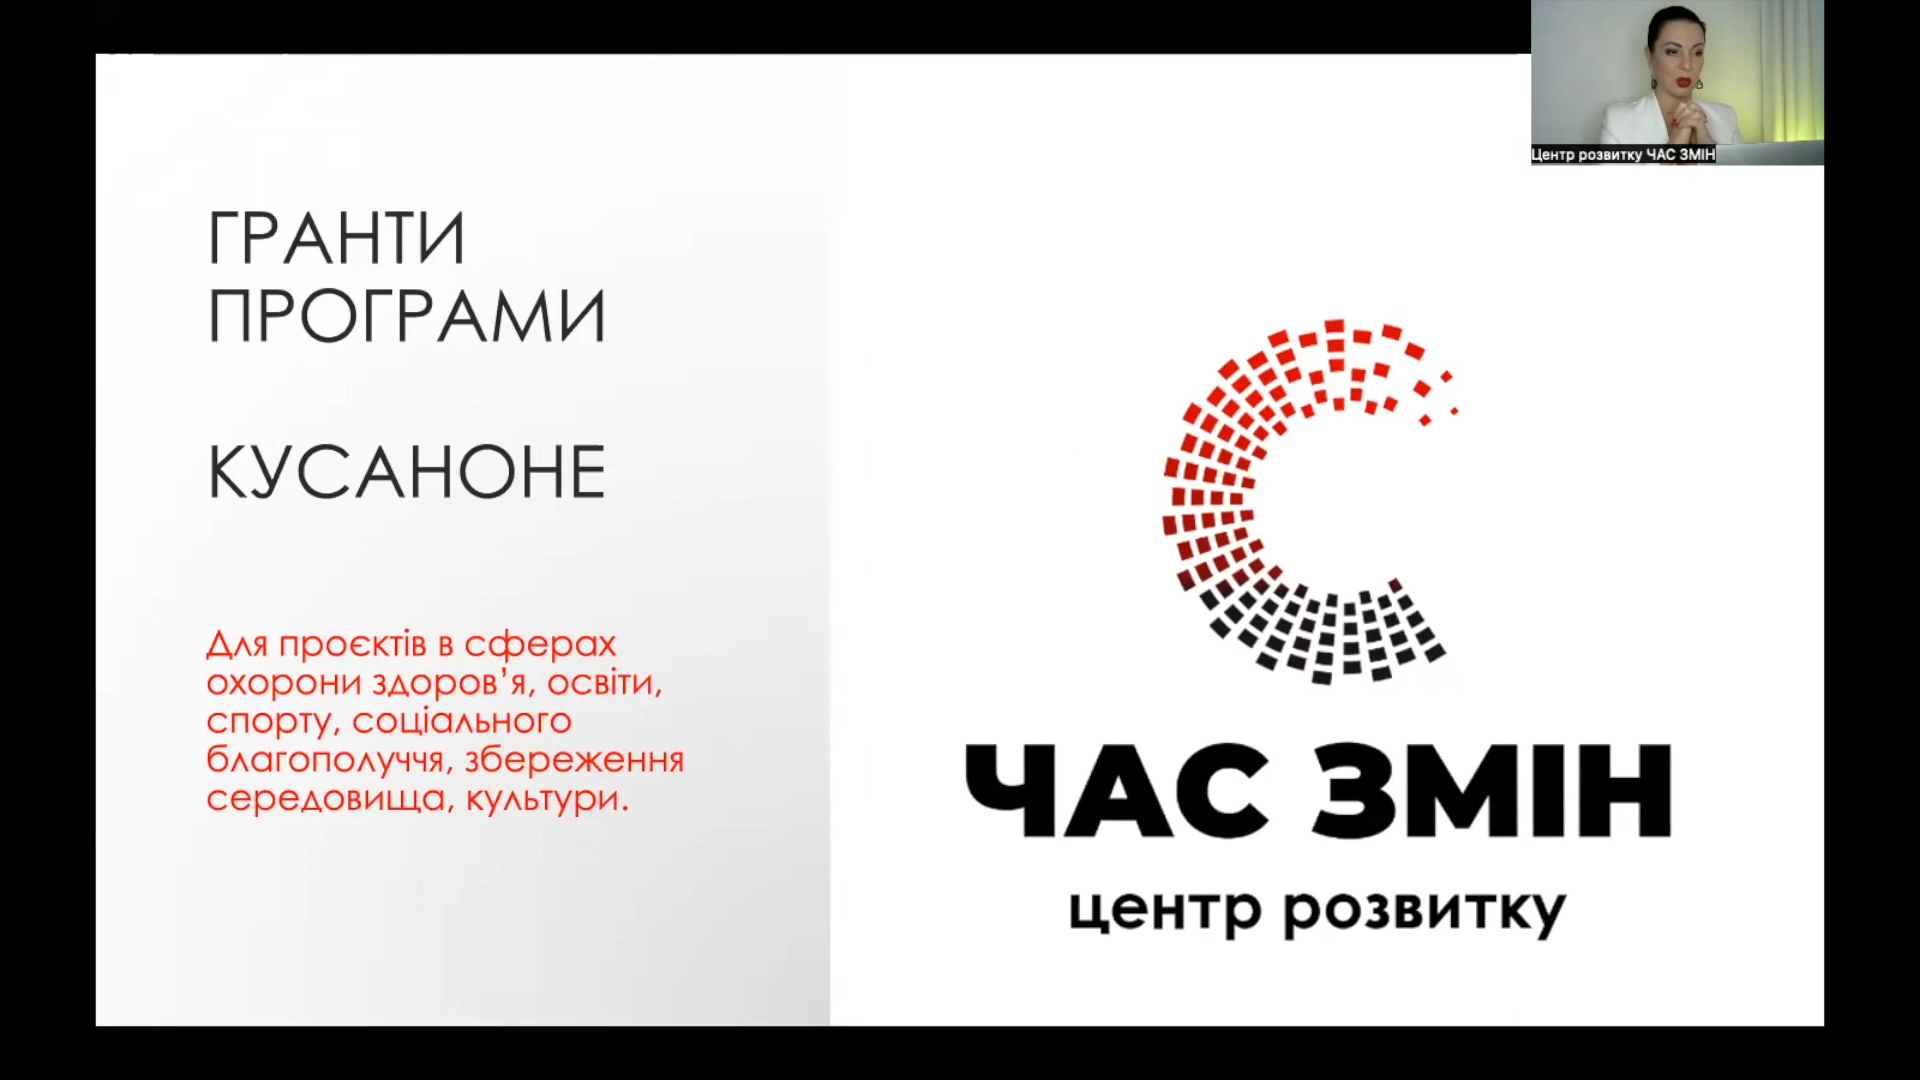 ГРАНТИ
ПРОГРАМИ
КУСАНОНЕ
Для проєктів в сферах
охорони здоров’я, освіти,
спорту, соціального
благополуччя, збереження
середовища, культури.
Центр розвитку ЧАС ЗМІН
ЧАС ЗМІН
центр розвитку